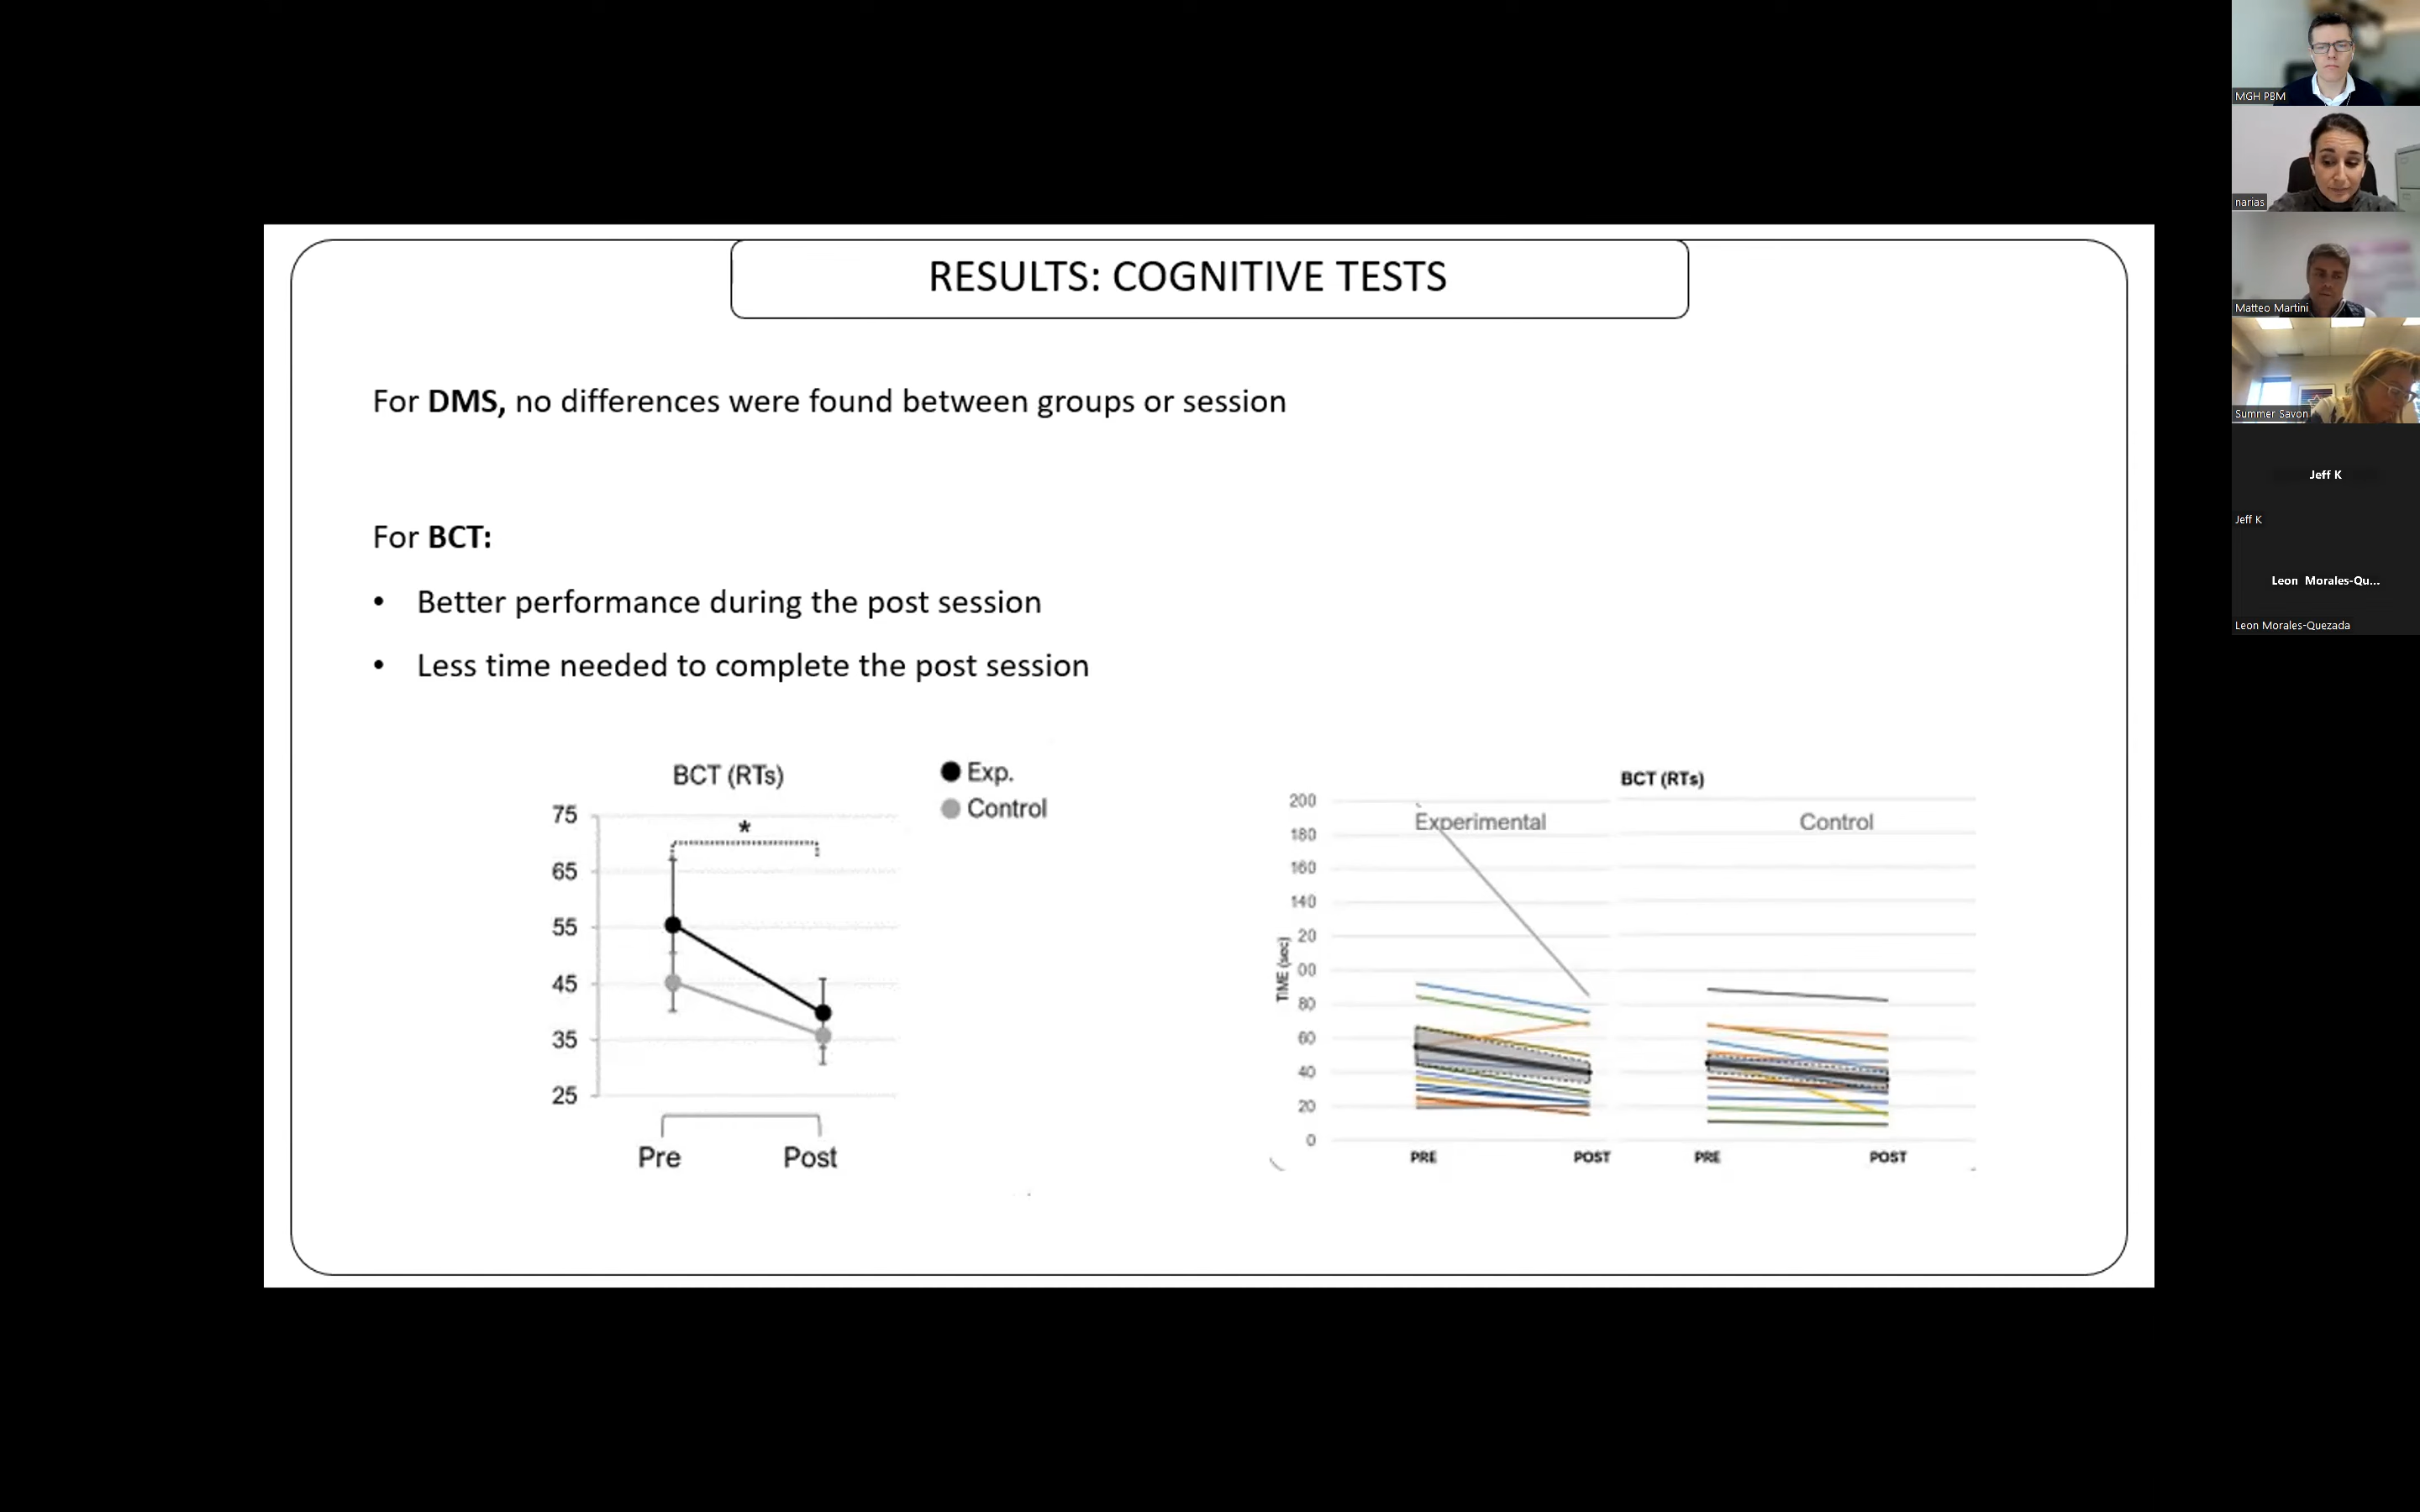 RESULTS: COGNITIVE TESTS
For DMS, no differences were found between groups or session
For BCT:
• Better performance during the post session
• Less time needed to complete the post session
BCT (RTs)
Exp.
Control
75
65
55
45
35
25
*
Pre
Post
BCT (RTs)
Experimental
Control
TIME (sec)
200
180
160
140
20
00
80
60
40
20
0
PRE
POST
PRE
POST
MGH PBM
narias
Matteo Martini
Summer Savon
Jeff K
Jeff K
Leon Morales-Qu...
Leon Morales-Quezada